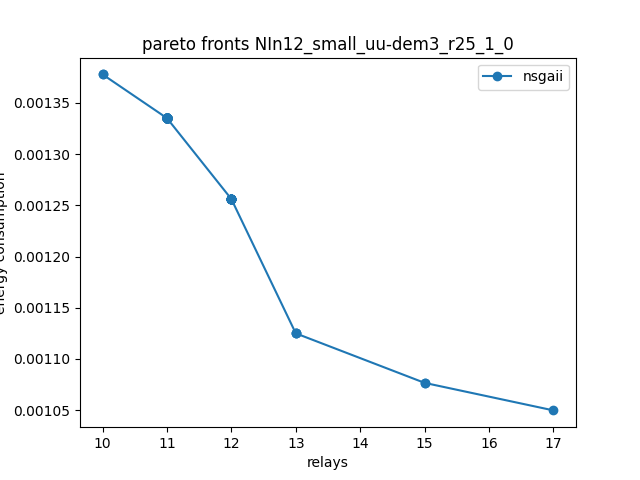 pareto fronts NIn12_small_uu-dem3_r25_1_0
nsgaii
0.00135
0.00130
0.00125
0.00120
0.00115
0.00110
0.00105
energy consumption
10 11 12 13 14 15 16 17
relays